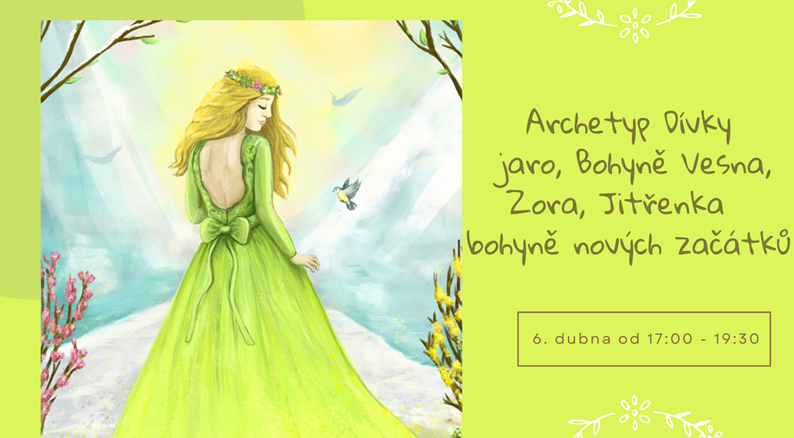 Archetyp Dívky
jaro, Bohyně Vesna,
Zora, Jitřenka
bohyně nových začátků
6. dubna od 17:00 - 19:30